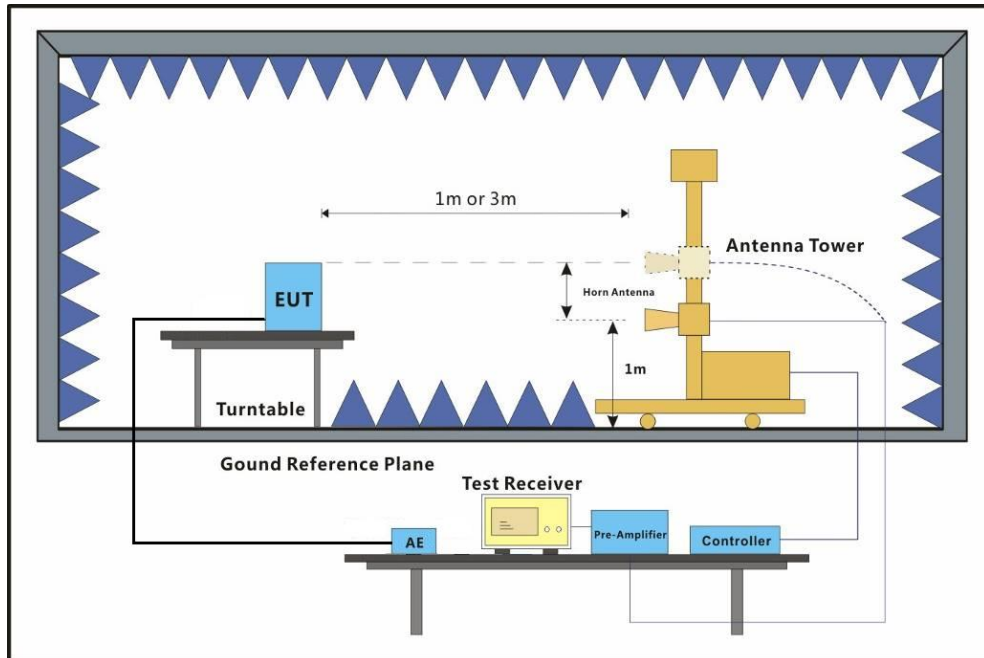 1m or 3m
Antenna Tower
EUT
Horn Antenna
1m
Turntable
Gound Reference Plane
Test Receiver
AE
Pre-Amplifier
Controller